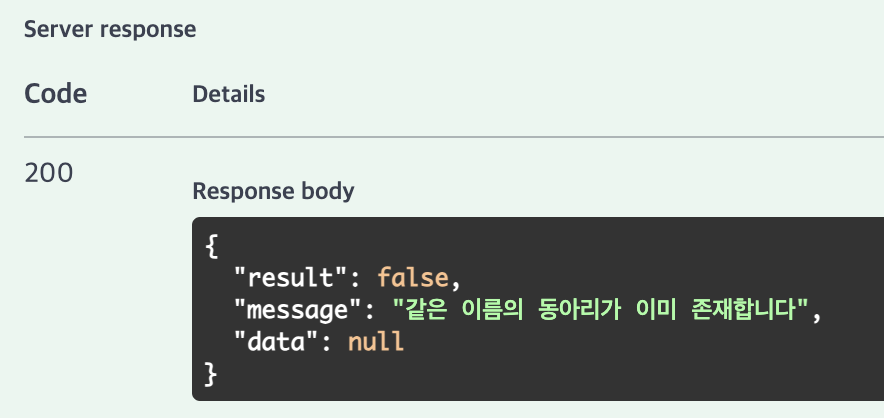 Server response
Code Details
200
Response body
{
"result": false,
"message": "같은 이름의 동아리가 이미 존재합니다",
"data": null
}